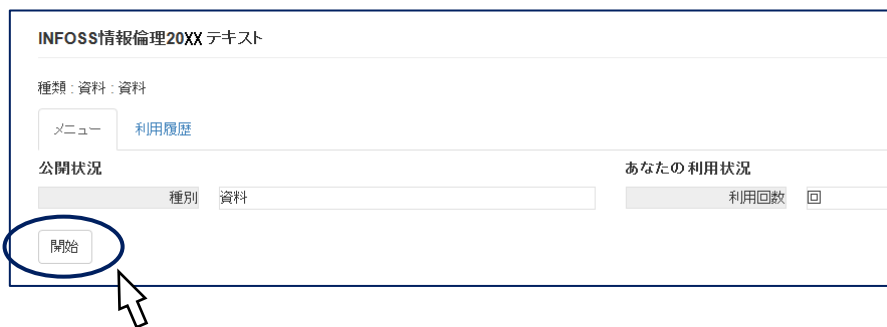 INFOSS情報倫理20XX テキスト
種類 : 資料 : 資料
メニュー 利用履歴
公開状況 あなたの利用状況
種別 資料 利用回数 回
開始